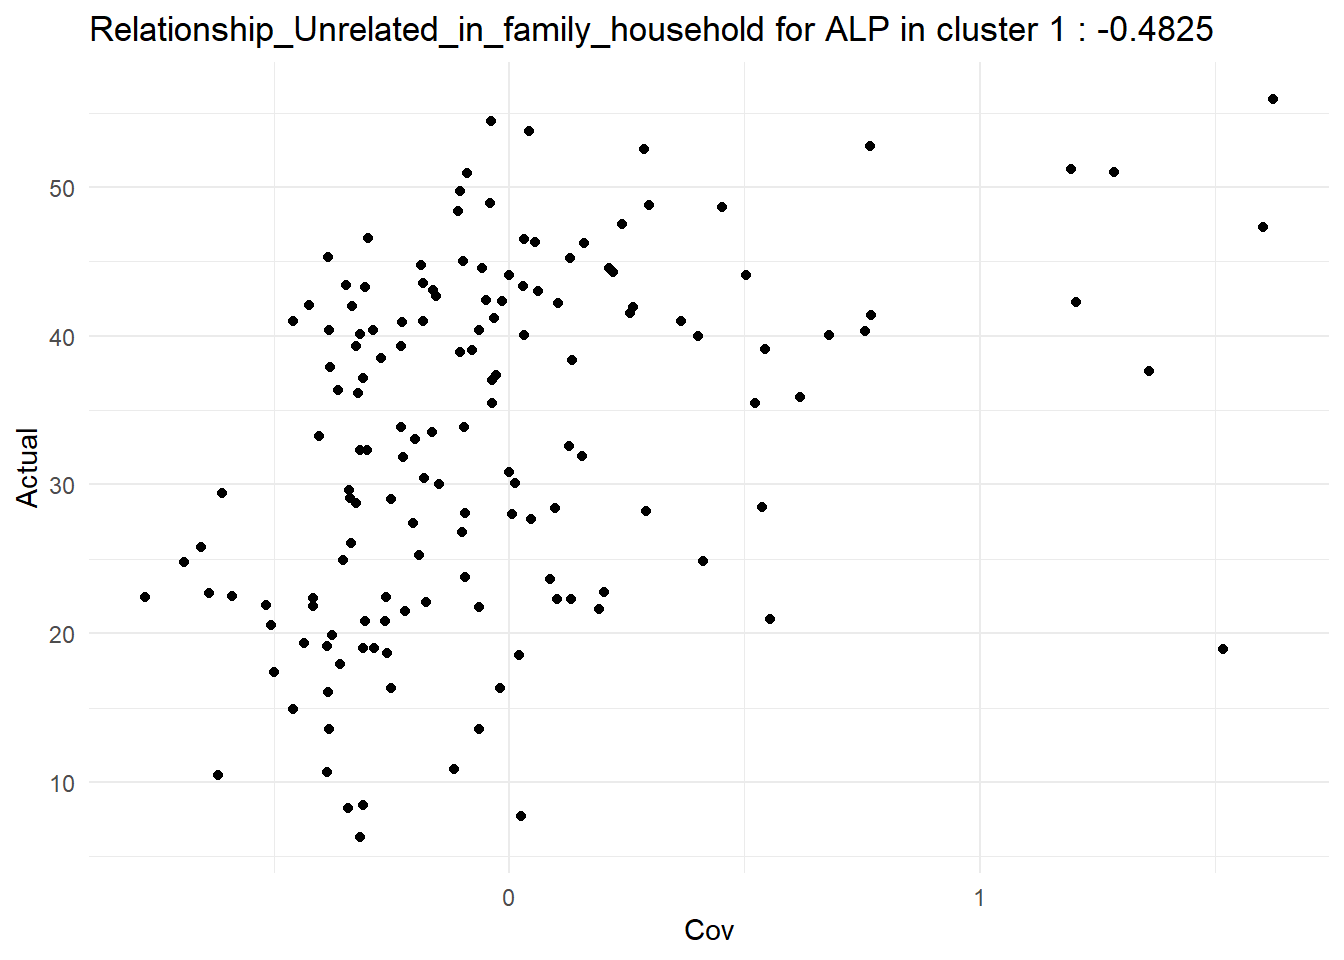 Relationship_Unrelated_in_family_household for ALP in cluster 1 : -0.4825
50
40
30
20
10
Actual
0
1
Cov